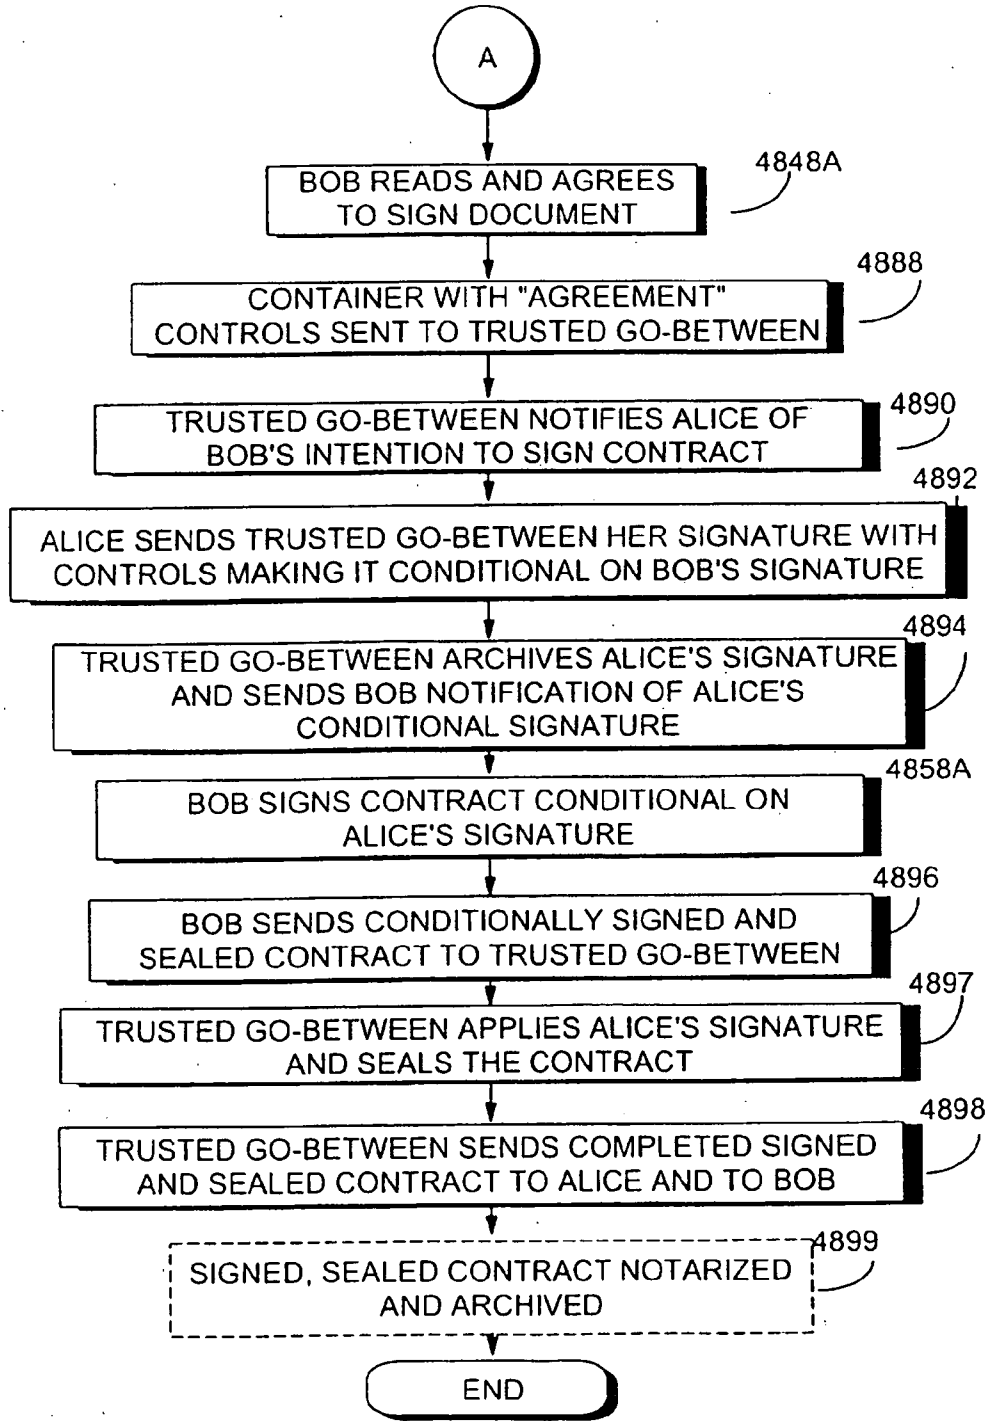 A
4848A
BOB READS AND AGREES
TO SIGN DOCUMENT
4888
CONTAINER WITH "AGREEMENT"
CONTROLS SENT TO TRUSTED GO-BETWEEN
4890
TRUSTED GO-BETWEEN NOTIFIES ALICE OF
BOB'S INTENTION TO SIGN CONTRACT
4892
ALICE SENDS TRUSTED GO-BETWEEN HER SIGNATURE WITH
CONTROLS MAKING IT CONDITIONAL ON BOB'S SIGNATURE
4894
TRUSTED GO-BETWEEN ARCHIVES ALICE'S SIGNATURE
AND SENDS BOB NOTIFICATION OF ALICE'S
CONDITIONAL SIGNATURE
4858A
BOB SIGNS CONTRACT CONDITIONAL ON
ALICE'S SIGNATURE
4896
BOB SENDS CONDITIONALLY SIGNED AND
SEALED CONTRACT TO TRUSTED GO-BETWEEN
4897
TRUSTED GO-BETWEEN APPLIES ALICE'S SIGNATURE
AND SEALS THE CONTRACT
4898
TRUSTED GO-BETWEEN SENDS COMPLETED SIGNED
AND SEALED CONTRACT TO ALICE AND TO BOB
4899
SIGNED, SEALED CONTRACT NOTARIZED
AND ARCHIVED
END